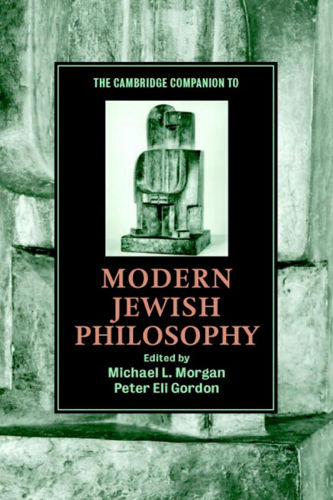 THE CAMBRIDGE COMPANION TO
MODERN
JEWISH
PHILOSOPHY
Edited by
Michael L. Morgan
Peter Eli Gordon